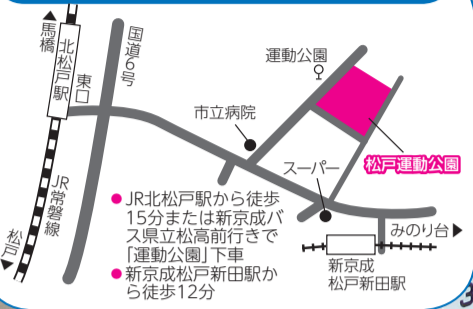 ▲馬橋
北松戸駅
東口
国道6号
運動公園
市立病院
松戸運動公園
スーパー
JR常磐線
松戸▼
みのり台▶
新京成
松戸新田駅
●JR北松戸駅から徒歩
15分または新京成バ
ス県立松高前行きで
「運動公園」下車
●新京成松戸新田駅か
ら徒歩12分